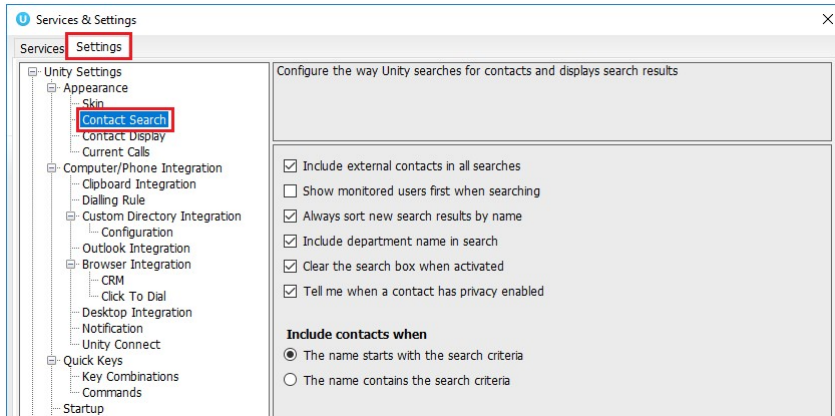 Services & Settings
Services Settings
Unity Settings
Appearance
Skin
Contact Search
Contact Display
Current Calls
Computer/Phone Integration
Clipboard Integration
Dialling Rule
Custom Directory Integration
Configuration
Outlook Integration
Browser Integration
CRM
Click To Dial
Desktop Integration
Notification
Unity Connect
Quick Keys
Key Combinations
Commands
Startup
Configure the way Unity searches for contacts and displays search results
Include external contacts in all searches
Show monitored users first when searching
Always sort new search results by name
Include department name in search
Clear the search box when activated
Tell me when a contact has privacy enabled
Include contacts when
The name starts with the search criteria
The name contains the search criteria